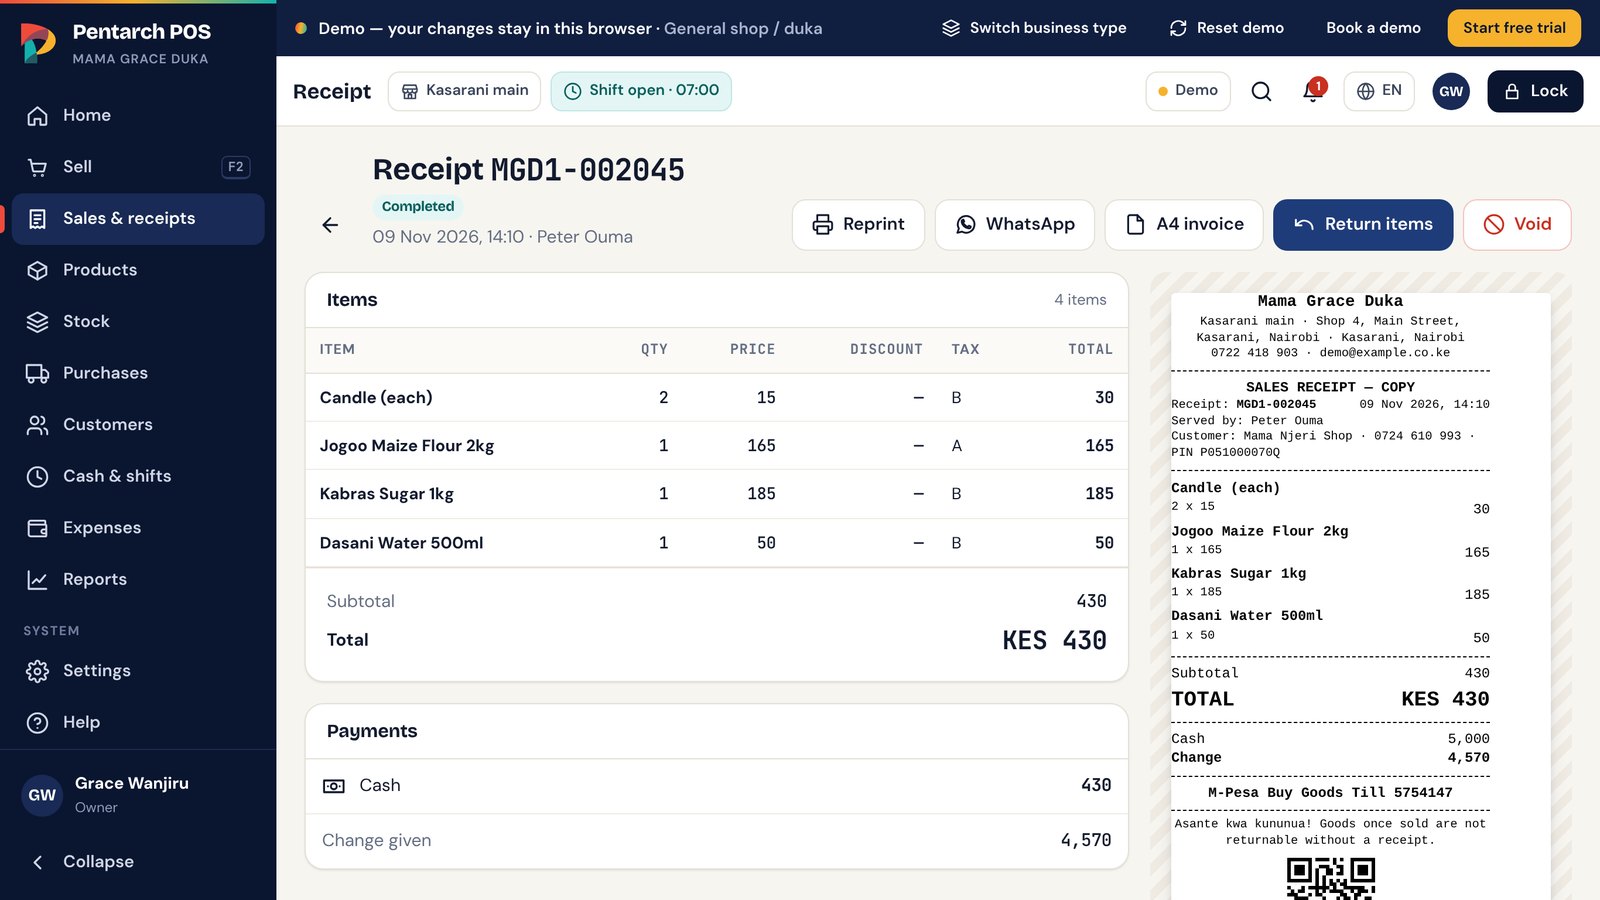 Pentarch POS
MAMA GRACE DUKA
Home
Sell F2
Sales & receipts
Products
Stock
Purchases
Customers
Cash & shifts
Expenses
Reports
SYSTEM
Settings
Help
GW Grace Wanjiru
Owner
Collapse
Demo — your changes stay in this browser · General shop / duka
Switch business type
Reset demo
Book a demo
Start free trial
Receipt
Kasarani main
Shift open · 07:00
Demo
1
EN
GW
Lock
Receipt MGD1-002045
Completed
09 Nov 2026, 14:10 · Peter Ouma
Reprint
WhatsApp
A4 invoice
Return items
Void
Items 4 items
ITEM QTY PRICE DISCOUNT TAX TOTAL
Candle (each) 2 15 — B 30
Jogoo Maize Flour 2kg 1 165 — A 165
Kabras Sugar 1kg 1 185 — B 185
Dasani Water 500ml 1 50 — B 50
Subtotal 430
Total KES 430
Payments
Cash 430
Change given 4,570
Mama Grace Duka
Kasarani main · Shop 4, Main Street,
Kasarani, Nairobi · Kasarani, Nairobi
0722 418 903 · demo@example.co.ke
SALES RECEIPT — COPY
Receipt: MGD1-002045 09 Nov 2026, 14:10
Served by: Peter Ouma
Customer: Mama Njeri Shop · 0724 610 993 ·
PIN P051000070Q
Candle (each)
2 x 15 30
Jogoo Maize Flour 2kg
1 x 165 165
Kabras Sugar 1kg
1 x 185 185
Dasani Water 500ml
1 x 50 50
Subtotal 430
TOTAL KES 430
Cash 5,000
Change 4,570
M-Pesa Buy Goods Till 5754147
Asante kwa kununua! Goods once sold are not
returnable without a receipt.